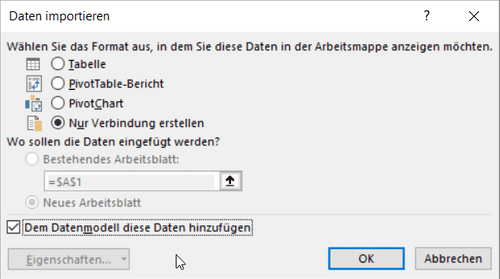 Daten importieren
? ×
Wählen Sie das Format aus, in dem Sie diese Daten in der Arbeitsmappe anzeigen möchten.
Tabelle
PivotTable-Bericht
PivotChart
Nur Verbindung erstellen
Wo sollen die Daten eingefügt werden?
Bestehendes Arbeitsblatt:
=$A$1
Neues Arbeitsblatt
Dem Datenmodell diese Daten hinzufügen
Eigenschaften...
OK
Abbrechen